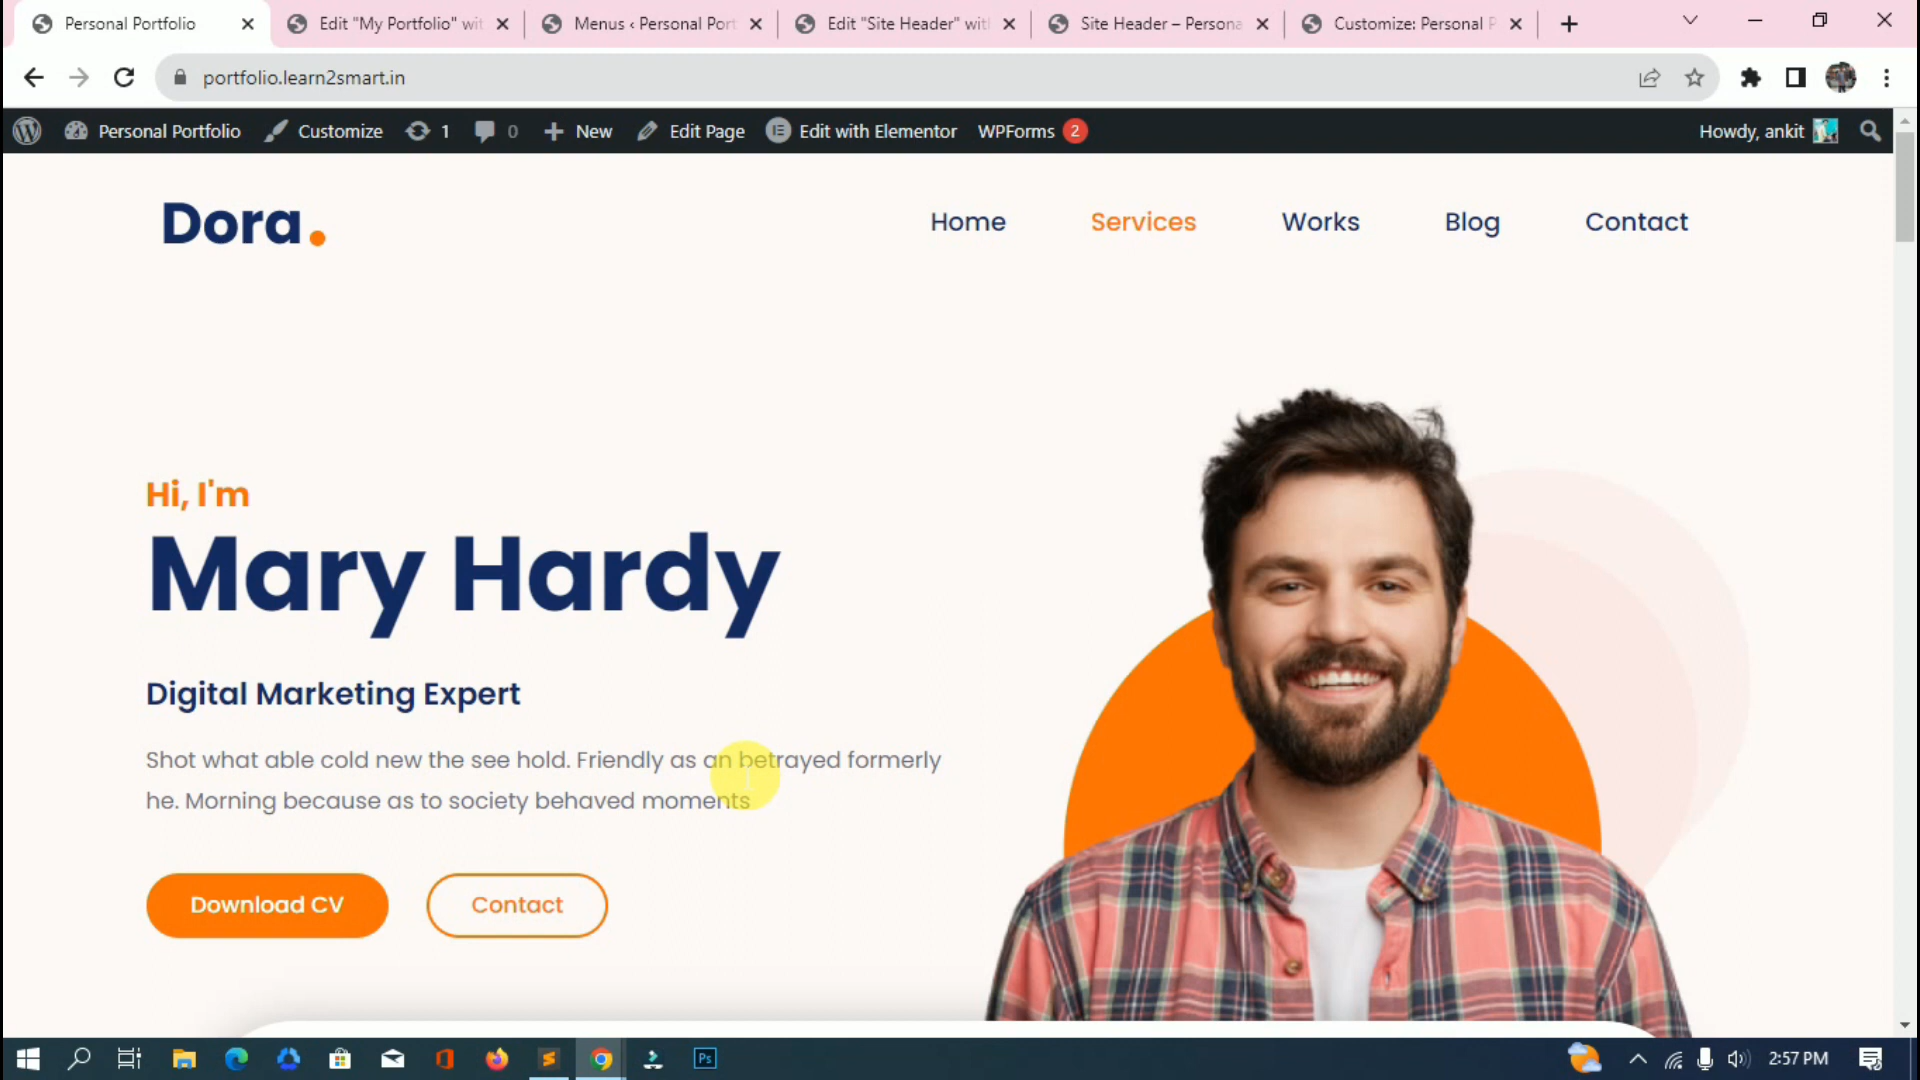 Personal Portfolio
Edit "My Portfolio" wit
Menus ‹ Personal Port
Edit "Site Header" with
Site Header – Persona
Customize: Personal P
portfolio.learn2smart.in
Personal Portfolio
Customize
1
0
New
Edit Page
Edit with Elementor
WPForms 2
Howdy, ankit
Dora.
Home
Services
Works
Blog
Contact
Hi, I'm
Mary Hardy
Digital Marketing Expert
Shot what able cold new the see hold. Friendly as an betrayed formerly
he. Morning because as to society behaved moments
Download CV
Contact
Ps
2:57 PM